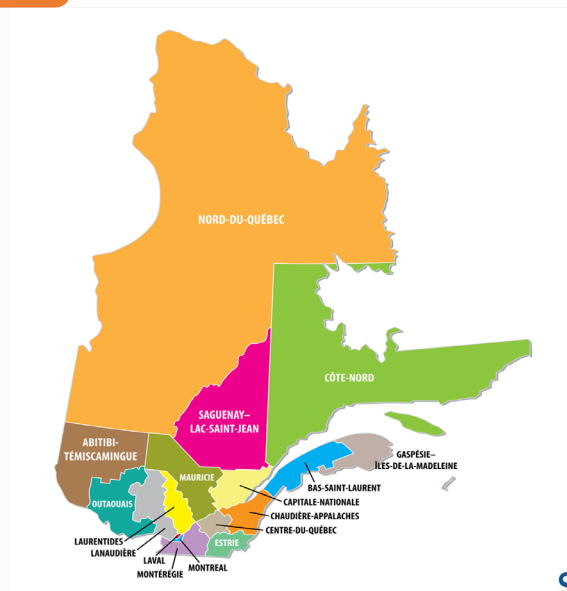 NORD-DU-QUÉBEC
CÔTE-NORD
SAGUENAY–
LAC-SAINT-JEAN
ABITIBI-
TÉMISCAMINGUE
MAURICIE
GASPÉSIE–
ÎLES-DE-LA-MADELEINE
BAS-SAINT-LAURENT
OUTAOUAIS
CAPITALE-NATIONALE
CHAUDIÈRE-APPALACHES
CENTRE-DU-QUÉBEC
LAURENTIDES
ESTRIE
LANAUDIÈRE
LAVAL
MONTREAL
MONTÉRÉGIE